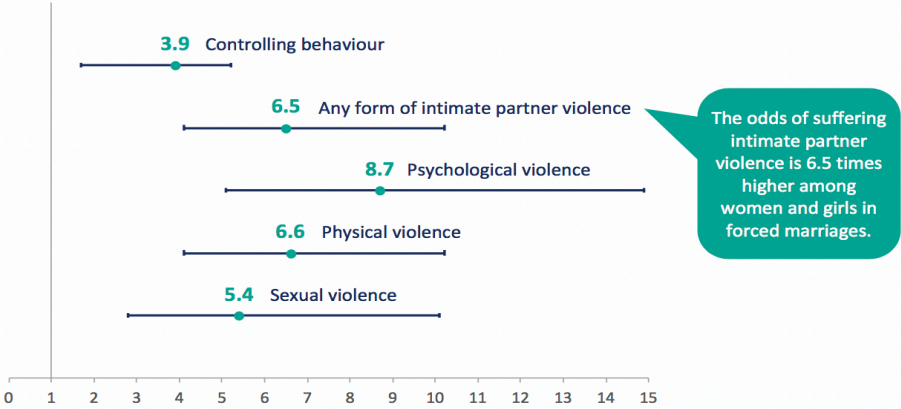 3.9 Controlling behaviour
6.5 Any form of intimate partner violence
8.7 Psychological violence
6.6 Physical violence
5.4 Sexual violence
The odds of suffering
intimate partner
violence is 6.5 times
higher among
women and girls in
forced marriages.
0 1 2 3 4 5 6 7 8 9 10 11 12 13 14 15